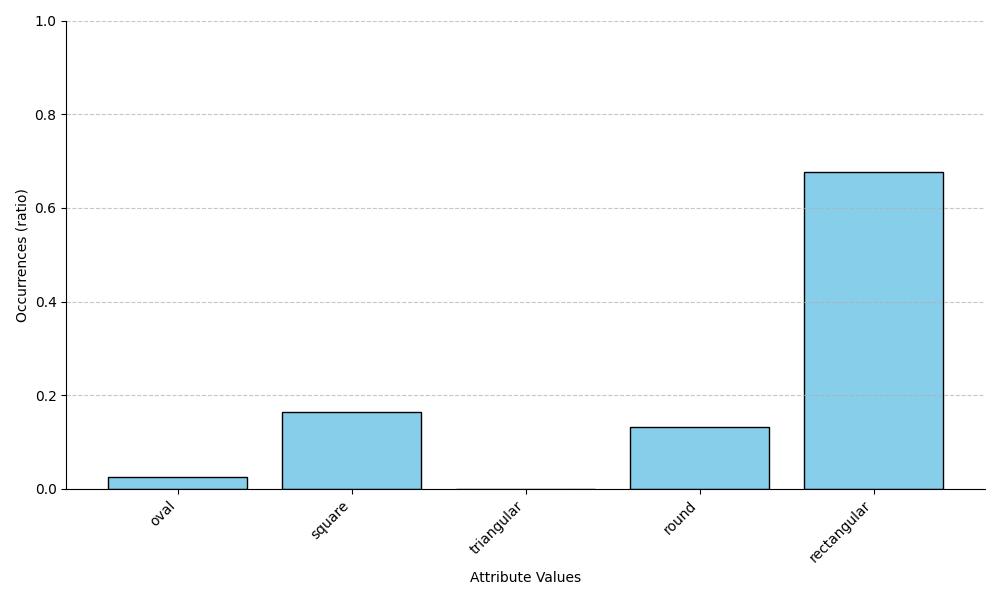 1.0
0.8
0.6
0.4
0.2
0.0
Occurrences (ratio)
oval
square
triangular
round
rectangular
Attribute Values